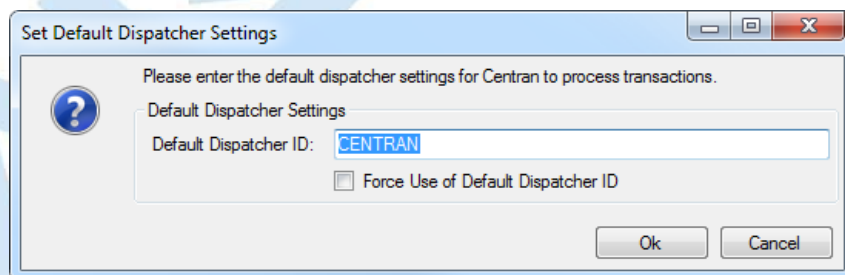 Set Default Dispatcher Settings
Please enter the default dispatcher settings for Centran to process transactions.
Default Dispatcher Settings
Default Dispatcher ID: CENTRAN
Force Use of Default Dispatcher ID
Ok Cancel